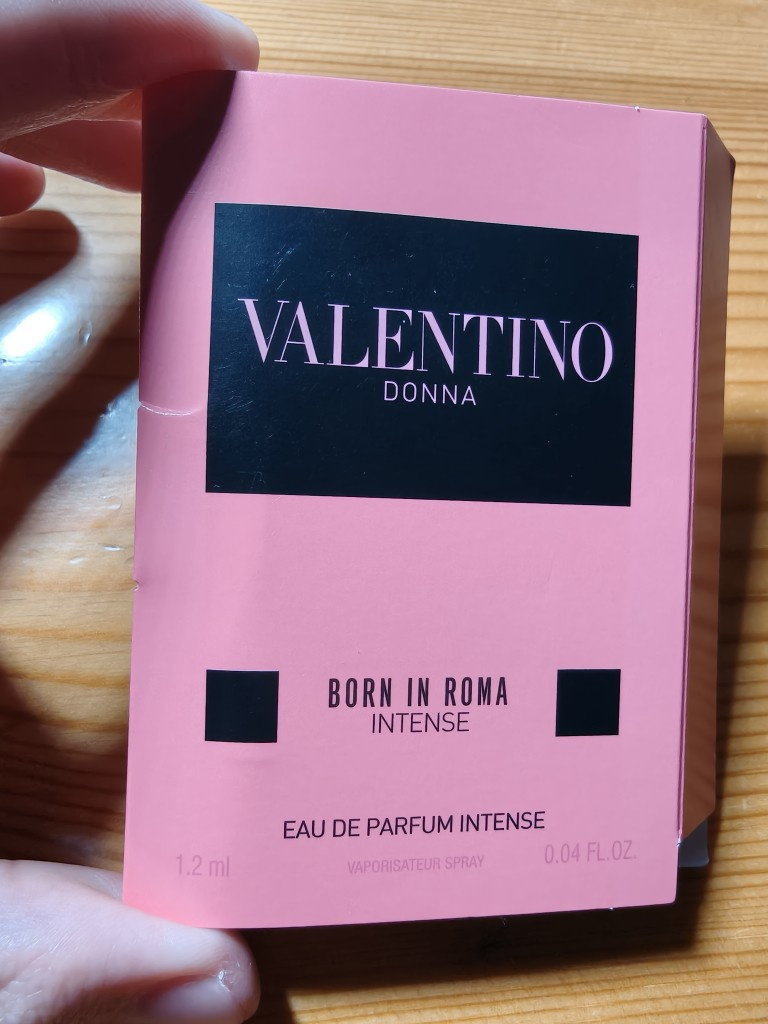 VALENTINO
DONNA
BORN IN ROMA
INTENSE
EAU DE PARFUM INTENSE
1.2 ml VAPORISATEUR SPRAY 0.04 FL.OZ.